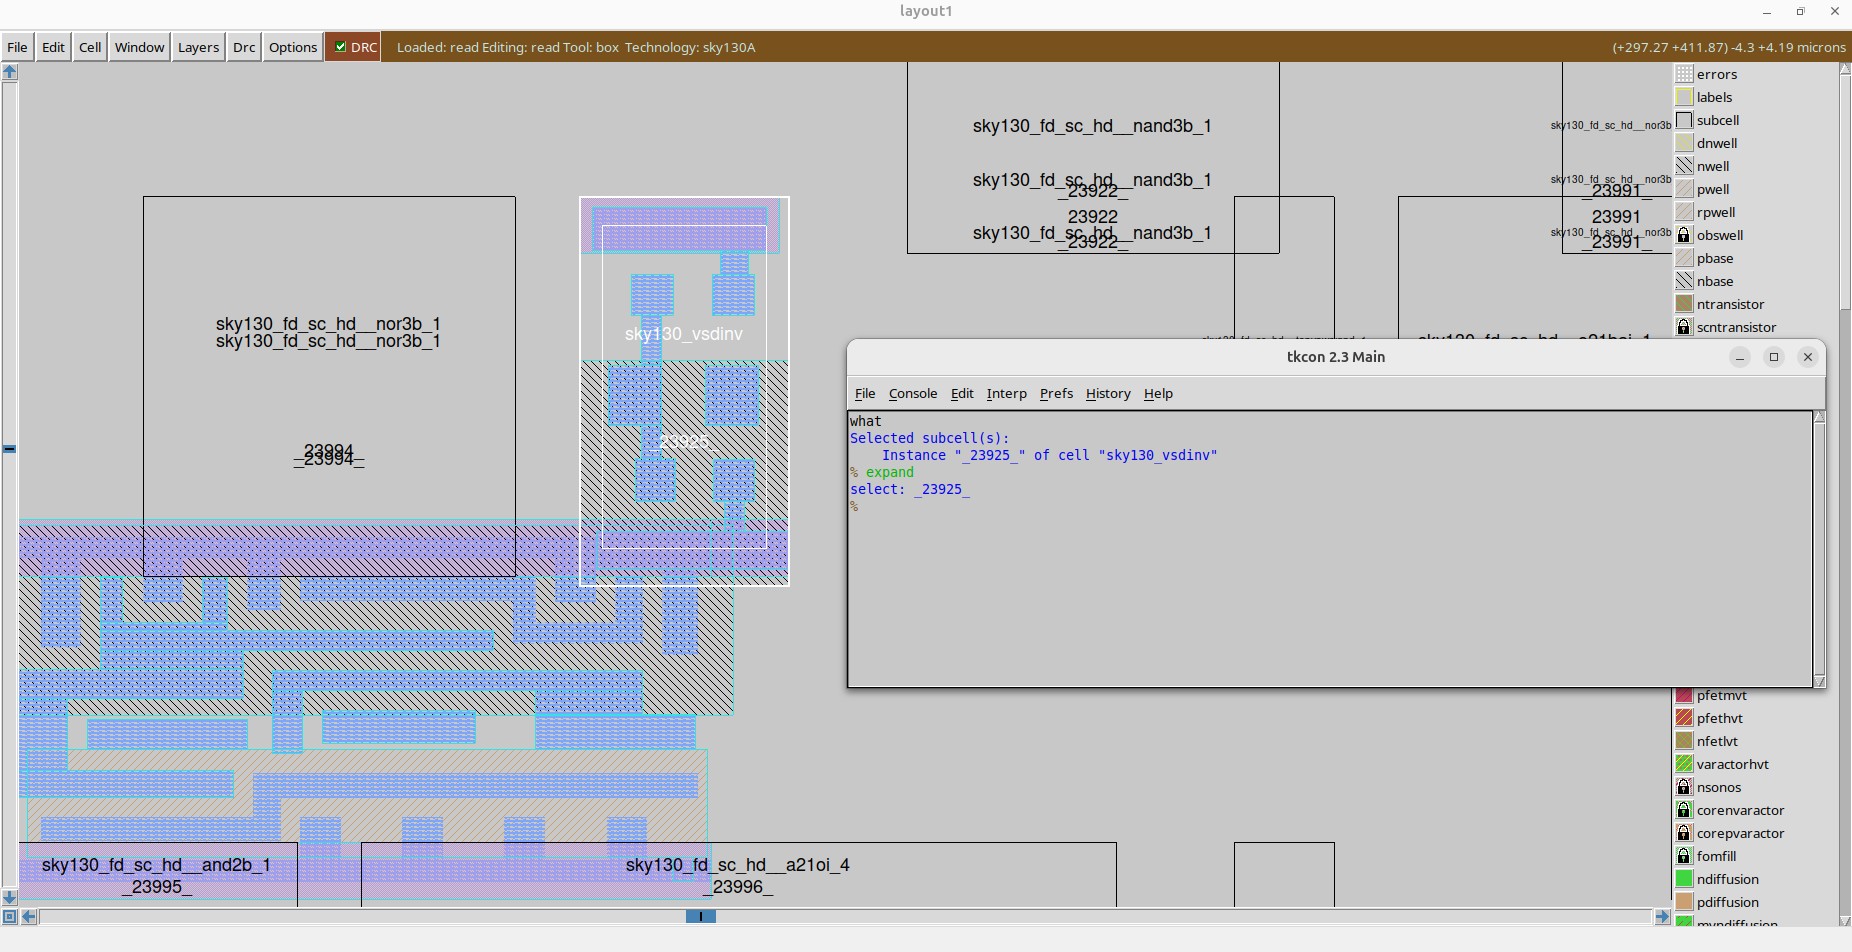 layout1
File Edit Cell Window Layers Drc Options DRC Loaded: read Editing: read Tool: box Technology: sky130A (+297.27 +411.87) -4.3 +4.19 microns
sky130_fd_sc_hd__nand3b_1
sky130_fd_sc_hd__nand3b_1
_23922_
23922
sky130_fd_sc_hd__nand3b_1
_23922_
sky130_fd_sc_hd__nor3b
sky130_fd_sc_hd__nor3b
_23991_
23991
sky130_fd_sc_hd__nor3b
_23991_
sky130_fd_sc_hd__nor3b_1
sky130_fd_sc_hd__nor3b_1
23994
_23994_
sky130_vsdinv
_23925_
sky130_fd_sc_hd__a21boi_1
tkcon 2.3 Main
File Console Edit Interp Prefs History Help
what
Selected subcell(s):
    Instance "_23925_" of cell "sky130_vsdinv"
% expand
select: _23925_
%
sky130_fd_sc_hd__and2b_1
_23995_
sky130_fd_sc_hd__a21oi_4
_23996_
errors
labels
subcell
dnwell
nwell
pwell
rpwell
obswell
pbase
nbase
ntransistor
scntransistor
pfetmvt
pfethvt
nfetlvt
varactorhvt
nsonos
corenvaractor
corepvaractor
fomfill
ndiffusion
pdiffusion
mvndiffusion